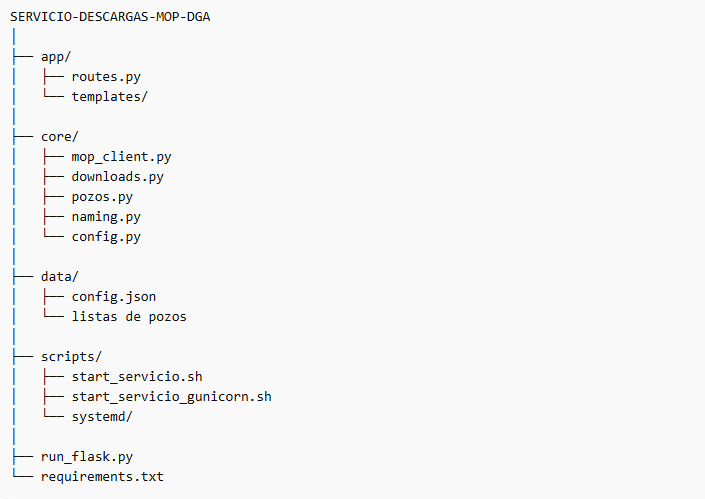 SERVICIO-DESCARGAS-MOP-DGA
│
├── app/
│   ├── routes.py
│   └── templates/
│
├── core/
│   ├── mop_client.py
│   ├── downloads.py
│   ├── pozos.py
│   ├── naming.py
│   └── config.py
│
├── data/
│   ├── config.json
│   └── listas de pozos
│
├── scripts/
│   ├── start_servicio.sh
│   ├── start_servicio_gunicorn.sh
│   └── systemd/
│
├── run_flask.py
└── requirements.txt